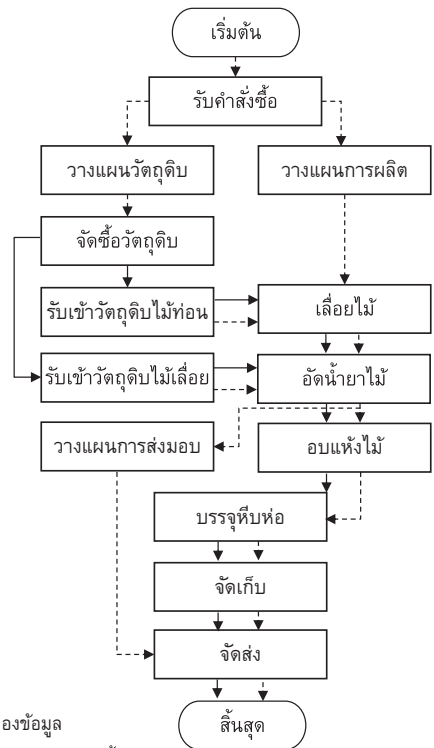 เริ่มต้น
รับคำสั่งซื้อ
วางแผนวัตถุดิบ
วางแผนการผลิต
จัดซื้อวัตถุดิบ
รับเข้าวัตถุดิบไม้ท่อน
เลื่อยไม้
รับเข้าวัตถุดิบไม้เลื่อย
อัดน้ำยาไม้
วางแผนการส่งมอบ
อบแห้งไม้
บรรจุหีบห่อ
จัดเก็บ
จัดส่ง
องข้อมูล
สิ้นสุด